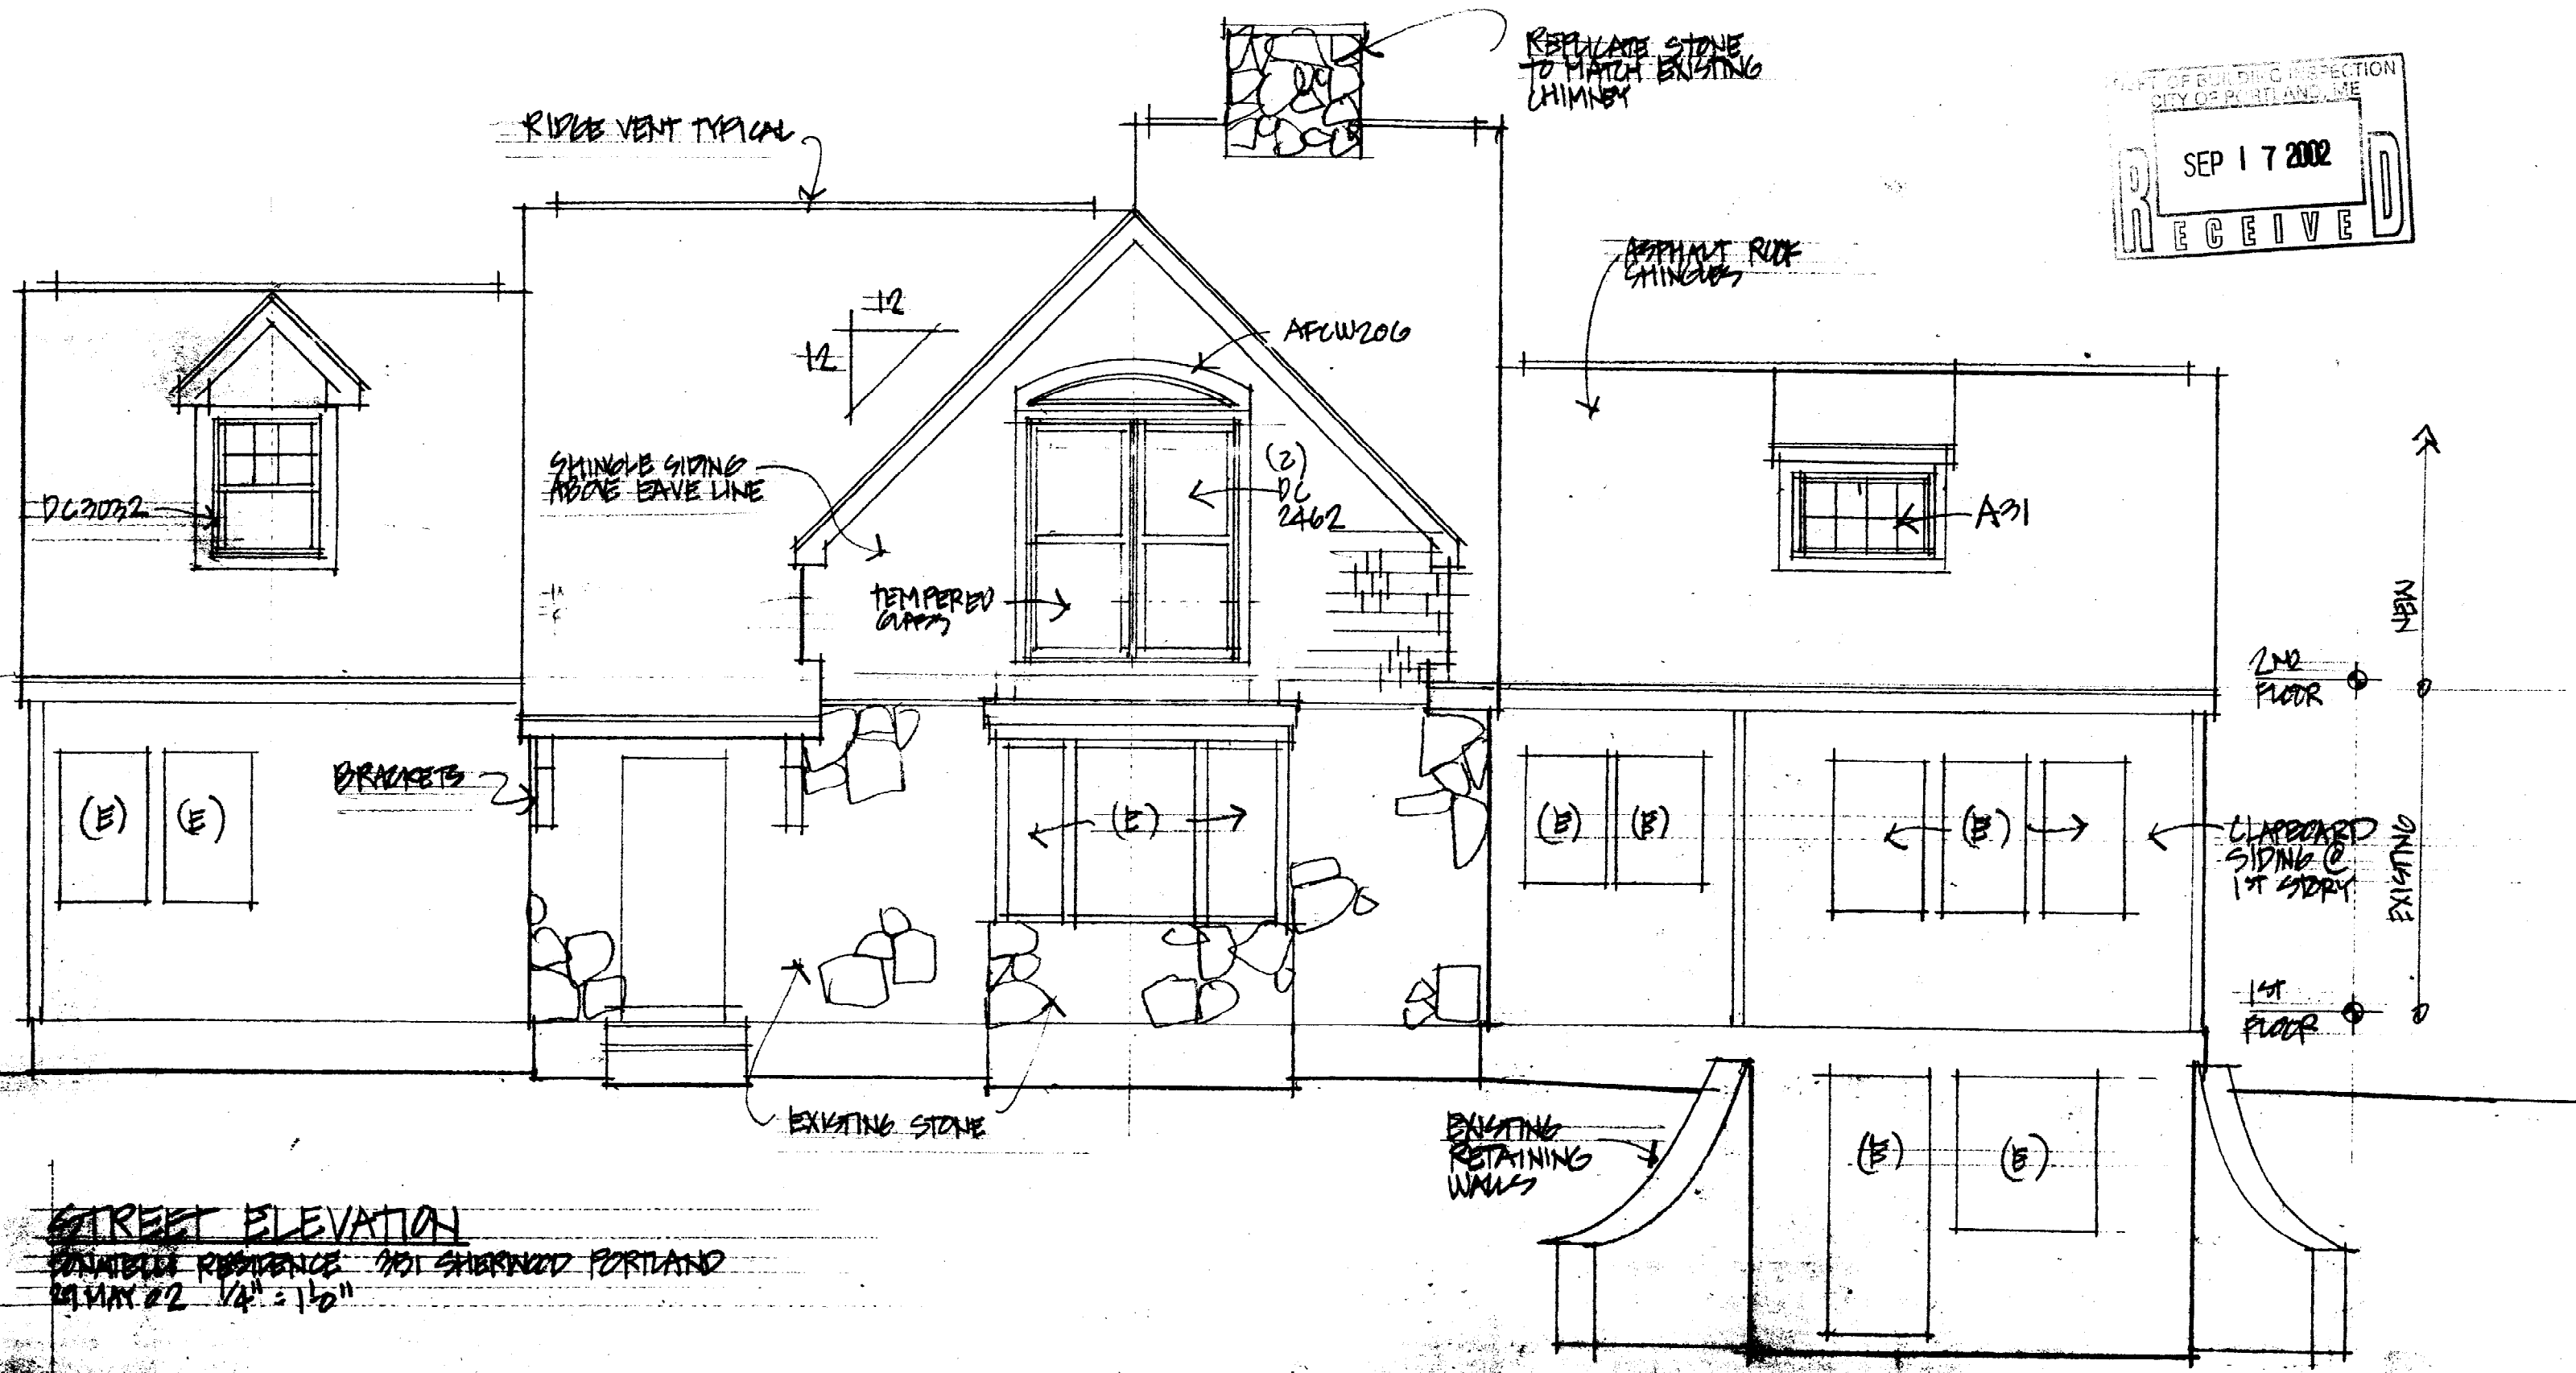 REPLICATE STONE
TO MATCH EXISTING
CHIMNEY
DEPT OF BUILDING INSPECTION
CITY OF PORTLAND, ME
SEP 17 2002
RECEIVED
RIDGE VENT TYPICAL
ASPHALT ROOF
SHINGLES
12
12
AFCW206
SHINGLE SIDING
ABOVE EAVE LINE
(2)
DC
2462
DC3032
A31
TEMPERED
GLASS
NEW
2ND
FLOOR
BRACKETS
(E)
(E)
(E)
(E)
(E)
(E)
CLAPBOARD
SIDING @
1ST STORY
EXISTING
1ST
FLOOR
EXISTING STONE
EXISTING
RETAINING
WALLS
(E)
(E)
STREET ELEVATION
RESIDENCE 351 SHERWOOD PORTLAND
29 MAY 02 1/4" = 1'0"